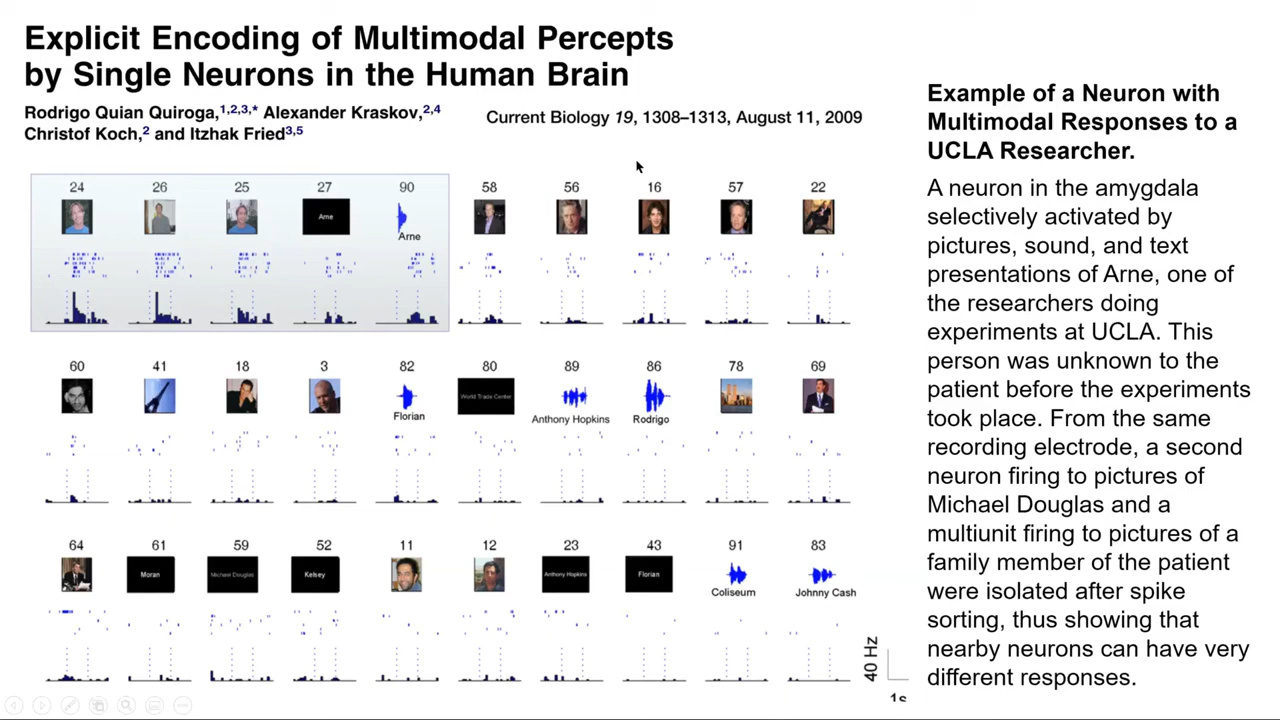 Explicit Encoding of Multimodal Percepts
by Single Neurons in the Human Brain
Rodrigo Quian Quiroga,1,2,3,* Alexander Kraskov,2,4
Christof Koch,2 and Itzhak Fried3,5
Current Biology 19, 1308–1313, August 11, 2009
24 26 25 27 90 58 56 16 57 22
Arne
Arne
60 41 18 3 82 80 89 86 78 69
World Trade Center
Florian Anthony Hopkins Rodrigo
64 61 59 52 11 12 23 43 91 83
Moran Michael Douglas Kelsey Anthony Hopkins Florian
Coliseum Johnny Cash
40 Hz
1s
Example of a Neuron with
Multimodal Responses to a
UCLA Researcher.
A neuron in the amygdala
selectively activated by
pictures, sound, and text
presentations of Arne, one of
the researchers doing
experiments at UCLA. This
person was unknown to the
patient before the experiments
took place. From the same
recording electrode, a second
neuron firing to pictures of
Michael Douglas and a
multiunit firing to pictures of a
family member of the patient
were isolated after spike
sorting, thus showing that
nearby neurons can have very
different responses.